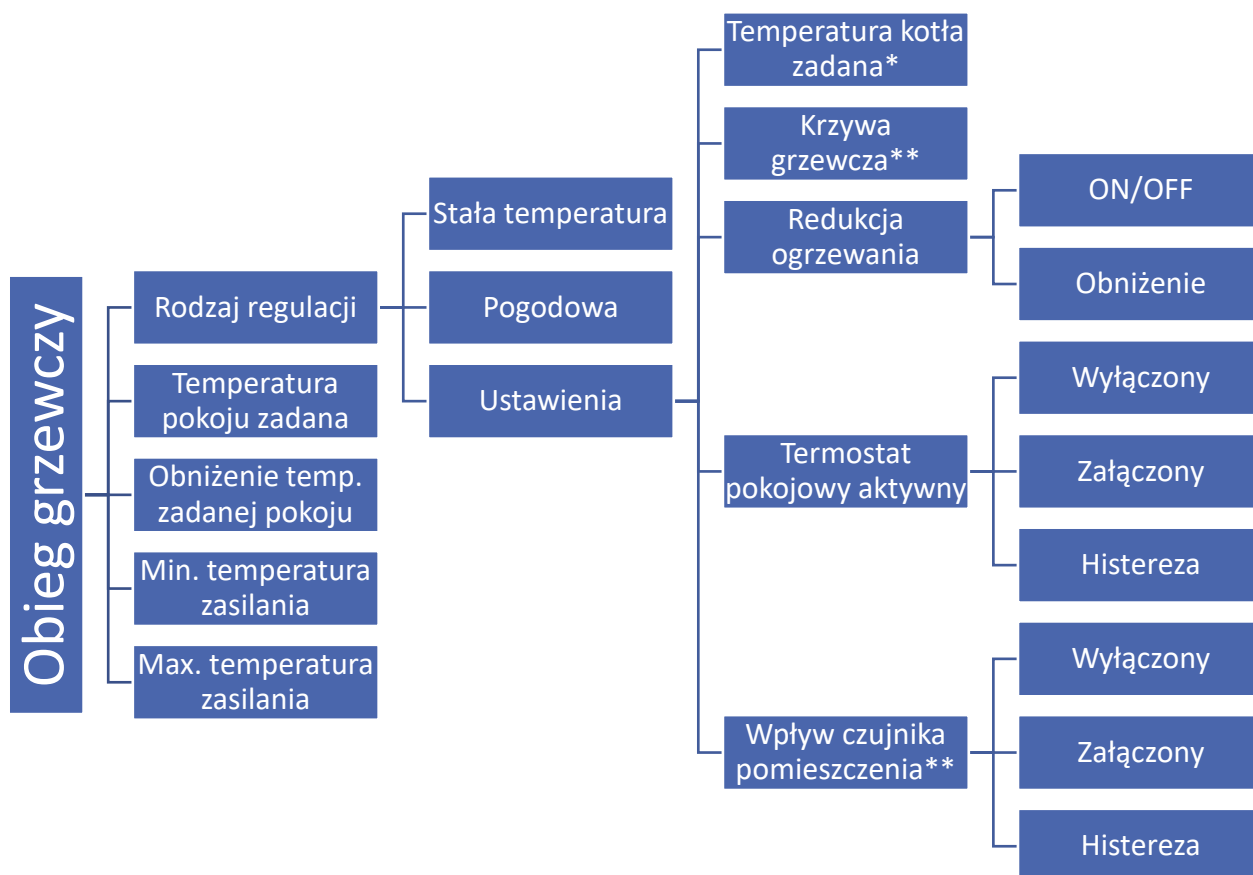 Obieg grzewczy
Rodzaj regulacji
Temperatura
pokoju zadana
Obniżenie temp.
zadanej pokoju
Min. temperatura
zasilania
Max. temperatura
zasilania
Stała temperatura
Pogodowa
Ustawienia
Temperatura kotła
zadana*
Krzywa
grzewcza**
Redukcja
ogrzewania
ON/OFF
Obniżenie
Termostat
pokojowy aktywny
Wyłączony
Załączony
Histereza
Wpływ czujnika
pomieszczenia**
Wyłączony
Załączony
Histereza